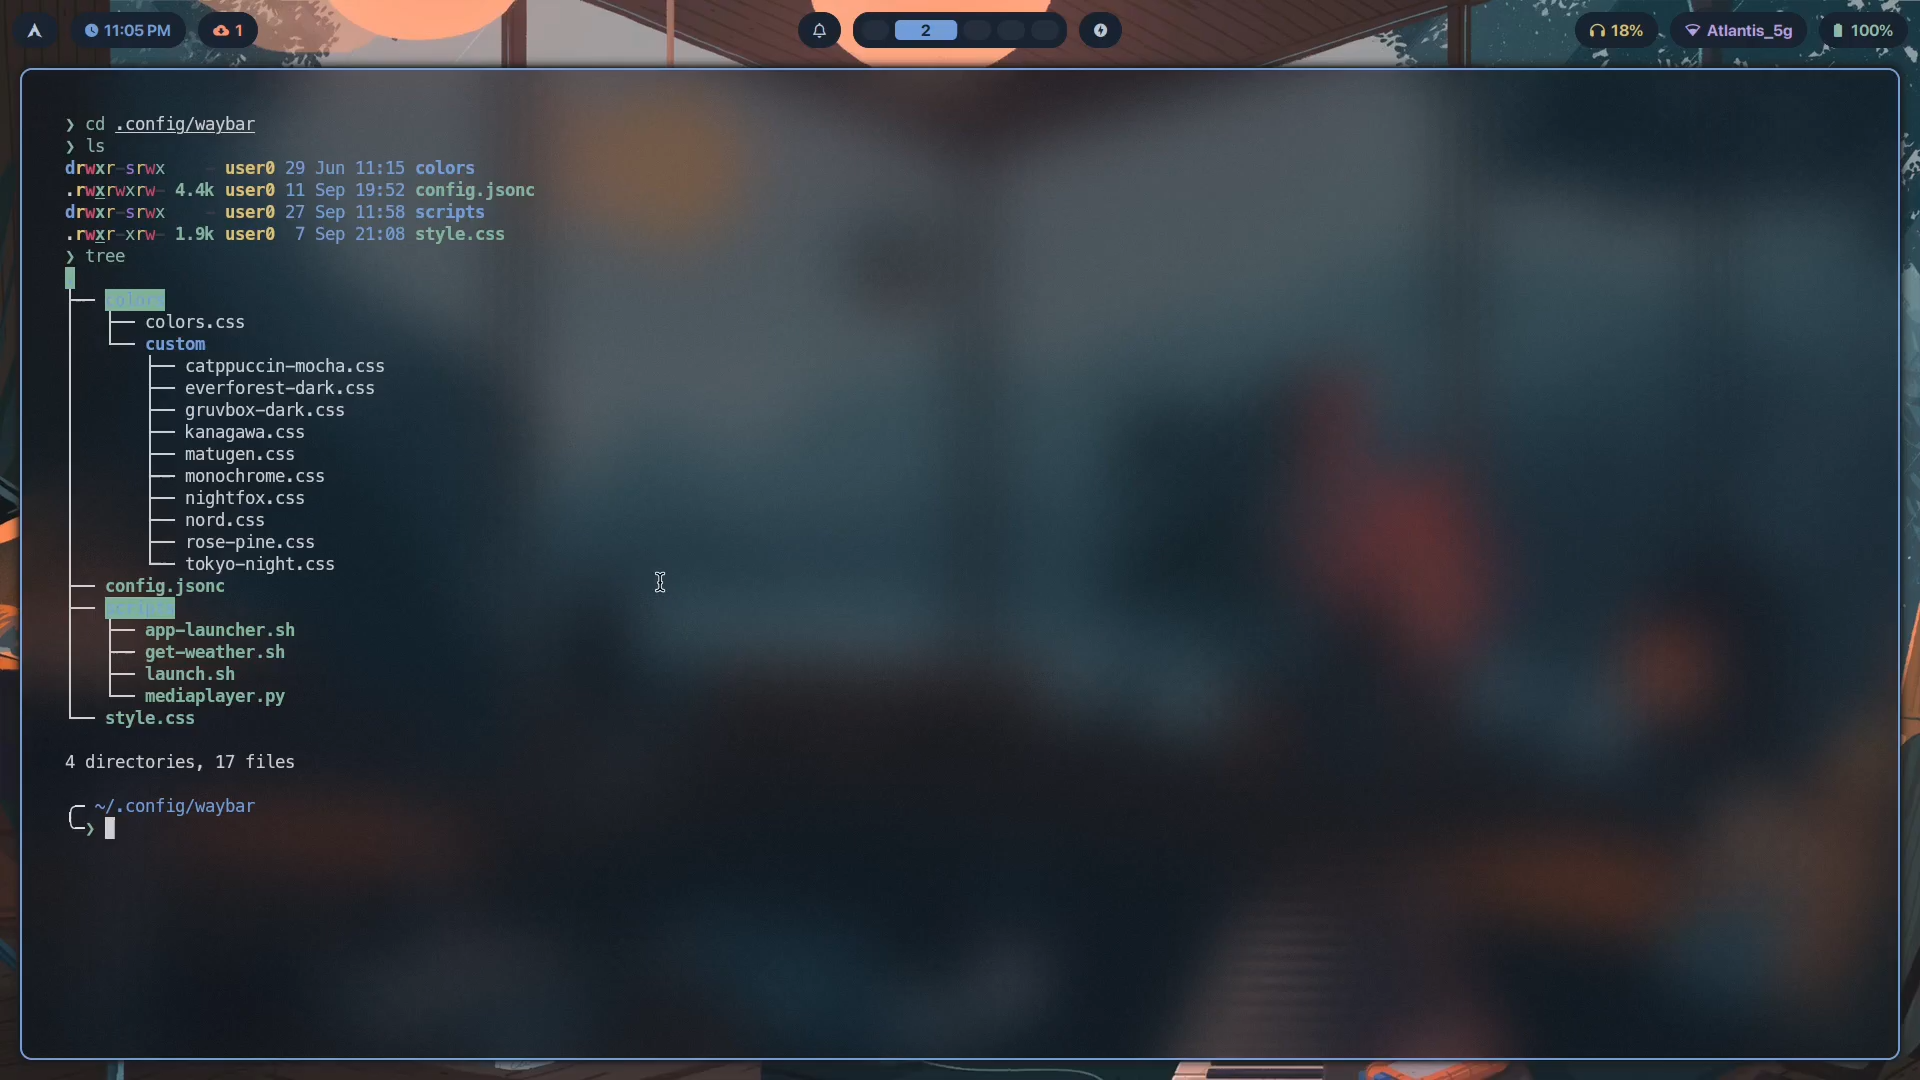 11:05 PM 1 2 18% Atlantis_5g 100%
❯ cd .config/waybar
❯ ls
drwxr-srwx - user0 29 Jun 11:15 colors
.rwxrwxrw- 4.4k user0 11 Sep 19:52 config.jsonc
drwxr-srwx - user0 27 Sep 11:58 scripts
.rwxr-xrw- 1.9k user0 7 Sep 21:08 style.css
❯ tree
├── colors
│   ├── colors.css
│   └── custom
│       ├── catppuccin-mocha.css
│       ├── everforest-dark.css
│       ├── gruvbox-dark.css
│       ├── kanagawa.css
│       ├── matugen.css
│       ├── monochrome.css
│       ├── nightfox.css
│       ├── nord.css
│       ├── rose-pine.css
│       └── tokyo-night.css
├── config.jsonc
├── scripts
│   ├── app-launcher.sh
│   ├── get-weather.sh
│   ├── launch.sh
│   └── mediaplayer.py
└── style.css
4 directories, 17 files
╭─ ~/.config/waybar
╰─❯